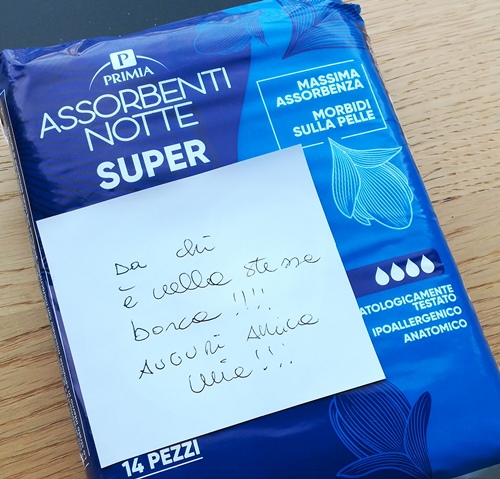 P
PRIMIA
ASSORBENTI
NOTTE
SUPER
MASSIMA
ASSORBENZA
MORBIDI
SULLA PELLE
Da chi
è nella stessa
barca !!!!
AUGURI AMICA
mia!!!
ATOLOGICAMENTE
TESTATO
IPOALLERGENICO
ANATOMICO
14 PEZZI